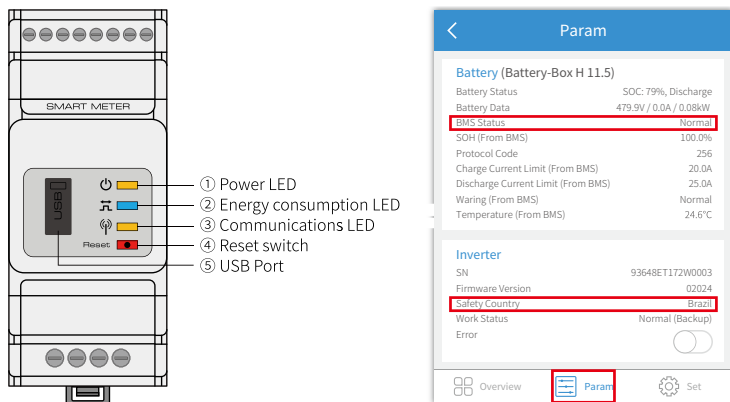 SMART METER
USB
Reset
① Power LED
② Energy consumption LED
③ Communications LED
④ Reset switch
⑤ USB Port
Param
Battery (Battery-Box H 11.5)
Battery Status SOC: 79%, Discharge
Battery Data 479.9V / 0.0A / 0.08kW
BMS Status Normal
SOH (From BMS) 100.0%
Protocol Code 256
Charge Current Limit (From BMS) 20.0A
Discharge Current Limit (From BMS) 25.0A
Waring (From BMS) Normal
Temperature (From BMS) 24.6°C
Inverter
SN 93648ET172W0003
Firmware Version 02024
Safety Country Brazil
Work Status Normal (Backup)
Error
Overview Param Set